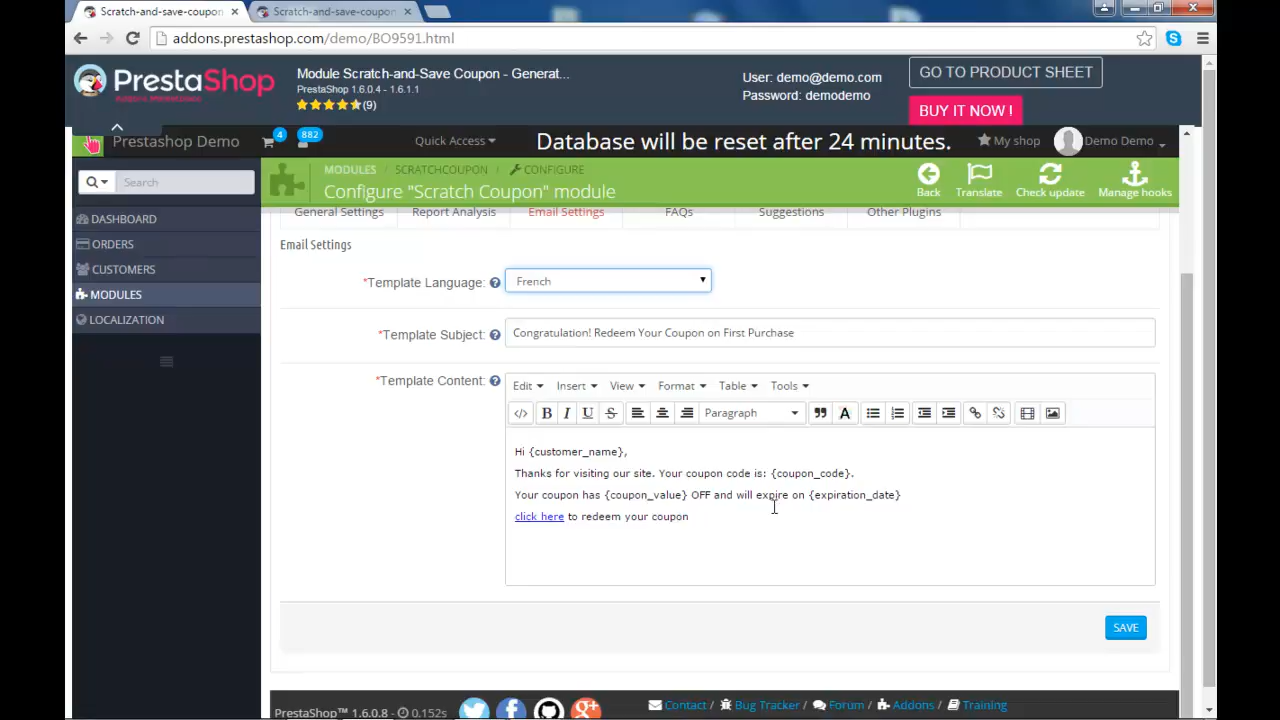 Scratch-and-save-coupon
Scratch-and-save-coupon
addons.prestashop.com/demo/BO9591.html
PrestaShop
Module Scratch-and-Save Coupon - Generat...
PrestaShop 1.6.0.4 - 1.6.1.1
(9)
User: demo@demo.com
Password: demodemo
GO TO PRODUCT SHEET
BUY IT NOW !
Prestashop Demo
4
882
Quick Access
Database will be reset after 24 minutes.
My shop
Demo Demo
Search
MODULES / SCRATCHCOUPON / CONFIGURE
Configure "Scratch Coupon" module
Back
Translate
Check update
Manage hooks
DASHBOARD
ORDERS
CUSTOMERS
MODULES
LOCALIZATION
General Settings
Report Analysis
Email Settings
FAQs
Suggestions
Other Plugins
Email Settings
*Template Language:
French
*Template Subject:
Congratulation! Redeem Your Coupon on First Purchase
*Template Content:
Edit
Insert
View
Format
Table
Tools
B I U S
Paragraph
A
Hi {customer_name},
Thanks for visiting our site. Your coupon code is: {coupon_code}.
Your coupon has {coupon_value} OFF and will expire on {expiration_date}
click here to redeem your coupon
SAVE
PrestaShop™ 1.6.0.8 - 0.152s
Contact / Bug Tracker / Forum / Addons / Training